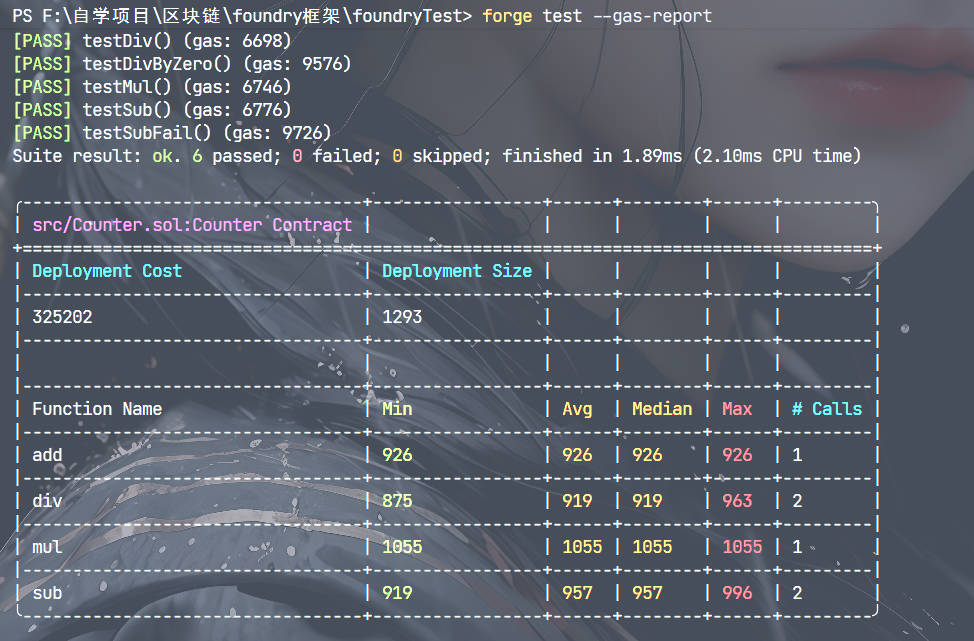 PS F:\自学项目\区块链\foundry框架\foundryTest> forge test --gas-report
[PASS] testDiv() (gas: 6698)
[PASS] testDivByZero() (gas: 9576)
[PASS] testMul() (gas: 6746)
[PASS] testSub() (gas: 6776)
[PASS] testSubFail() (gas: 9726)
Suite result: ok. 6 passed; 0 failed; 0 skipped; finished in 1.89ms (2.10ms CPU time)
| src/Counter.sol:Counter Contract | | | | | |
| Deployment Cost | Deployment Size | | | | |
| 325202 | 1293 | | | | |
| Function Name | Min | Avg | Median | Max | # Calls |
| add | 926 | 926 | 926 | 926 | 1 |
| div | 875 | 919 | 919 | 963 | 2 |
| mul | 1055 | 1055 | 1055 | 1055 | 1 |
| sub | 919 | 957 | 957 | 996 | 2 |